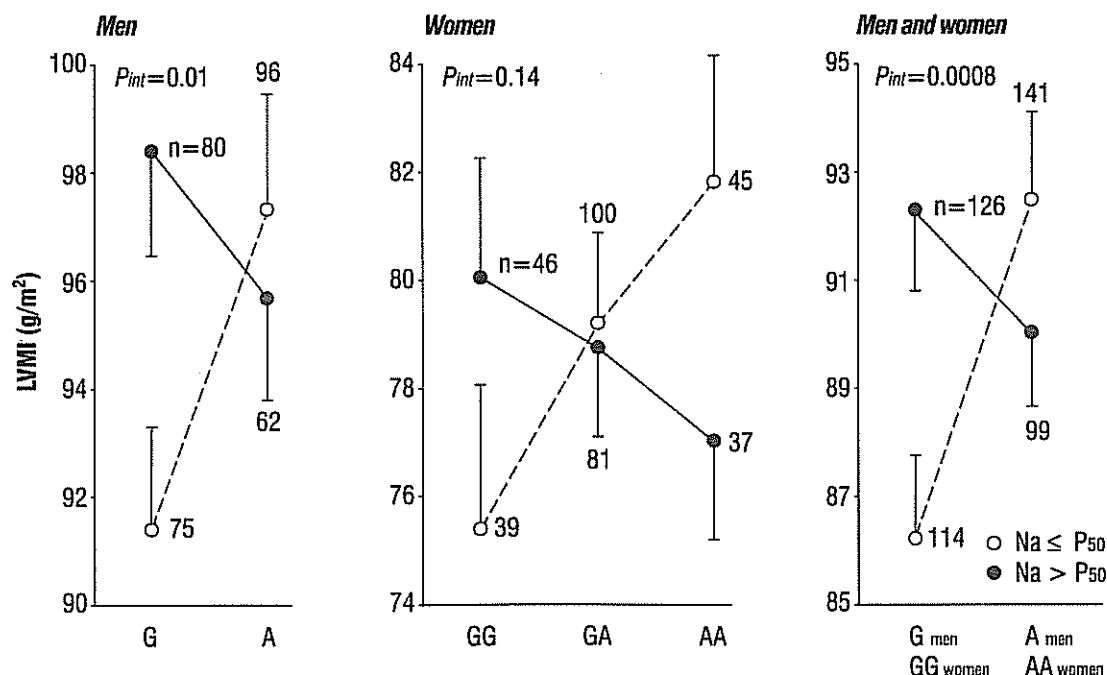 Men
Women
Men and women
100
98
96
94
92
90
LVMI (g/m²)
Pint=0.01
96
n=80
62
75
G
A
84
82
80
78
76
74
Pint=0.14
45
100
n=46
81
37
39
GG
GA
AA
95
93
91
89
87
85
Pint=0.0008
141
n=126
99
114
Na ≤ P50
Na > P50
G men
A men
GG women
AA women